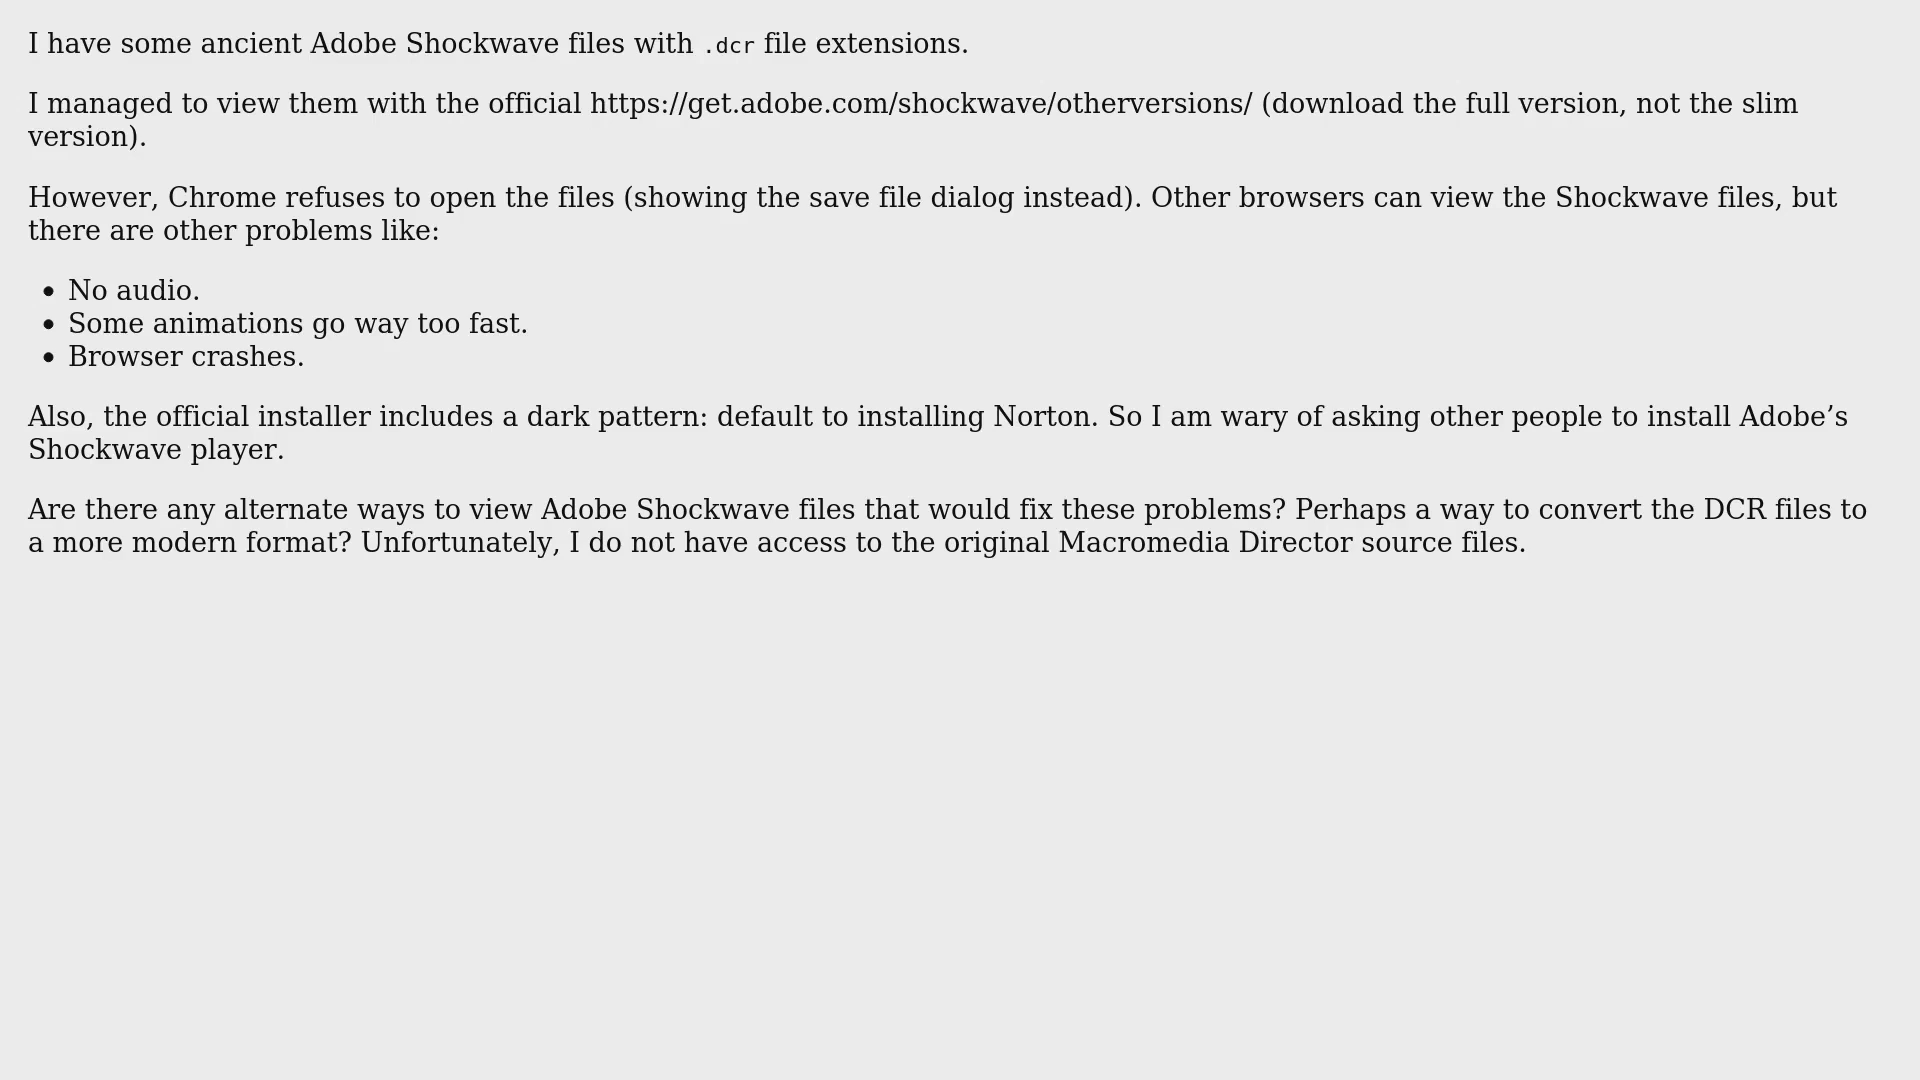 I have some ancient Adobe Shockwave files with .dcr file extensions.
I managed to view them with the official https://get.adobe.com/shockwave/otherversions/ (download the full version, not the slim
version).
However, Chrome refuses to open the files (showing the save file dialog instead). Other browsers can view the Shockwave files, but
there are other problems like:
• No audio.
• Some animations go way too fast.
• Browser crashes.
Also, the official installer includes a dark pattern: default to installing Norton. So I am wary of asking other people to install Adobe’s
Shockwave player.
Are there any alternate ways to view Adobe Shockwave files that would fix these problems? Perhaps a way to convert the DCR files to
a more modern format? Unfortunately, I do not have access to the original Macromedia Director source files.